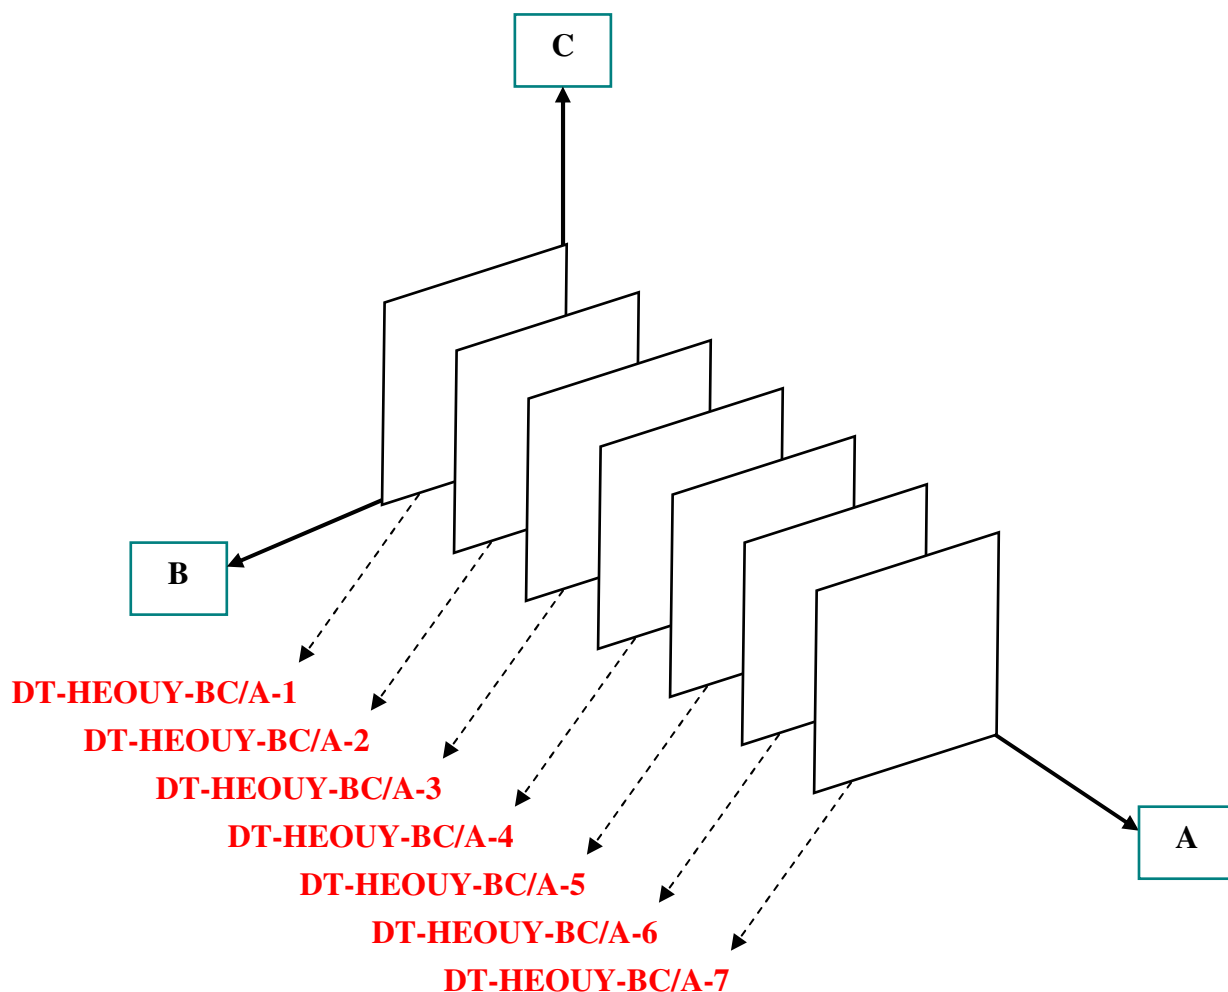 C
B
DT-HEOUY-BC/A-1
DT-HEOUY-BC/A-2
DT-HEOUY-BC/A-3
DT-HEOUY-BC/A-4
A
DT-HEOUY-BC/A-5
DT-HEOUY-BC/A-6
DT-HEOUY-BC/A-7